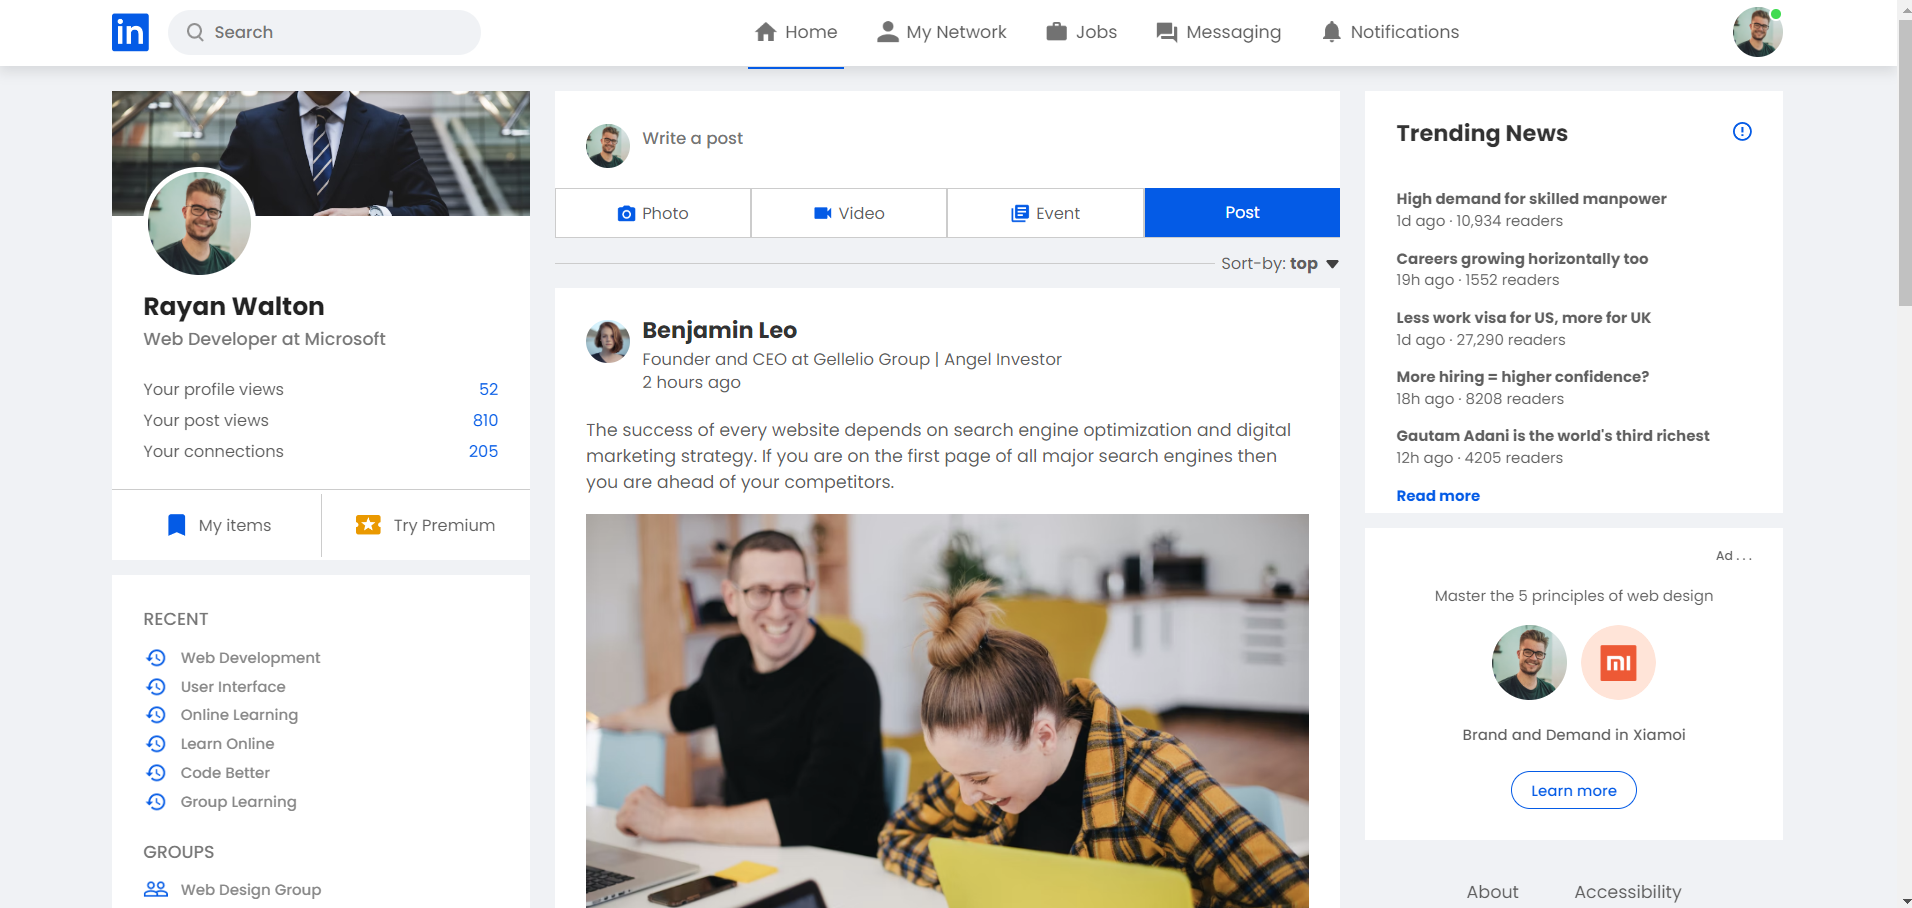 in
Search
Home
My Network
Jobs
Messaging
Notifications
Rayan Walton
Web Developer at Microsoft
Your profile views 52
Your post views 810
Your connections 205
My items
Try Premium
RECENT
Web Development
User Interface
Online Learning
Learn Online
Code Better
Group Learning
GROUPS
Web Design Group
Write a post
Photo
Video
Event
Post
Sort-by: top
Benjamin Leo
Founder and CEO at Gellelio Group | Angel Investor
2 hours ago
The success of every website depends on search engine optimization and digital
marketing strategy. If you are on the first page of all major search engines then
you are ahead of your competitors.
Trending News
High demand for skilled manpower
1d ago · 10,934 readers
Careers growing horizontally too
19h ago · 1552 readers
Less work visa for US, more for UK
1d ago · 27,290 readers
More hiring = higher confidence?
18h ago · 8208 readers
Gautam Adani is the world's third richest
12h ago · 4205 readers
Read more
Ad . . .
Master the 5 principles of web design
mi
Brand and Demand in Xiamoi
Learn more
About
Accessibility